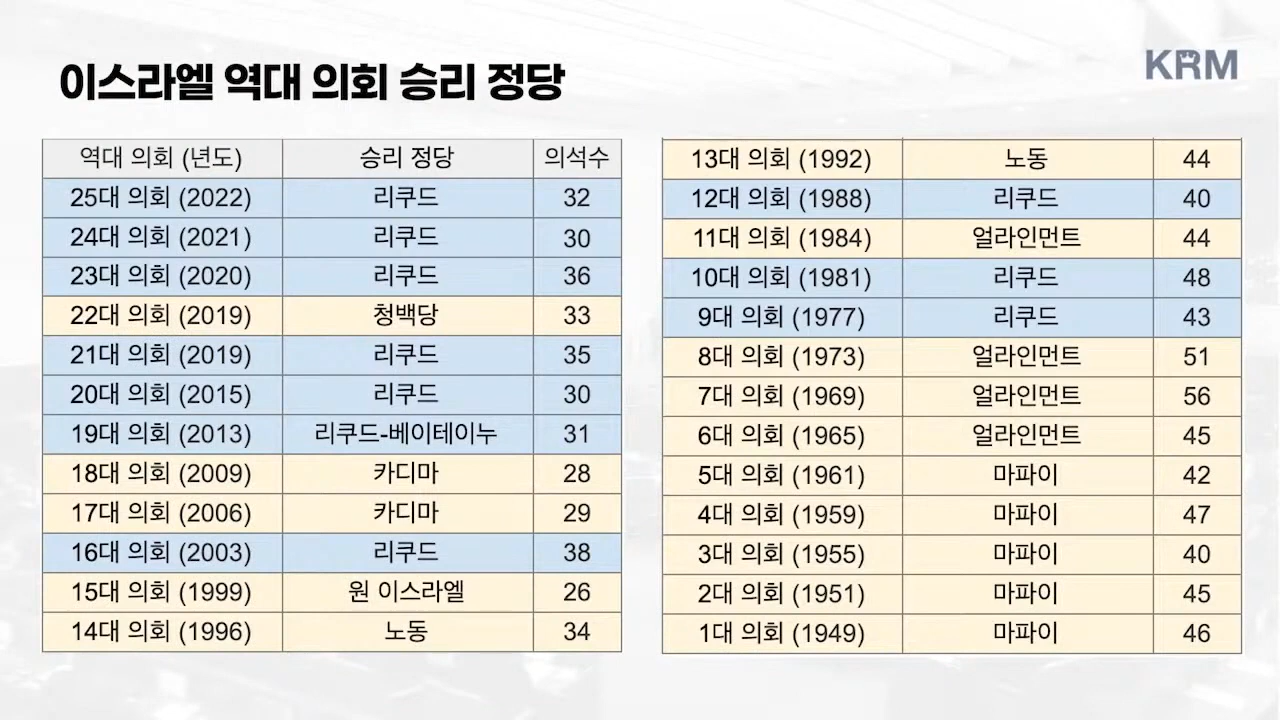 이스라엘 역대 의회 승리 정당
KRM
역대 의회 (년도) 승리 정당 의석수
25대 의회 (2022) 리쿠드 32
24대 의회 (2021) 리쿠드 30
23대 의회 (2020) 리쿠드 36
22대 의회 (2019) 청백당 33
21대 의회 (2019) 리쿠드 35
20대 의회 (2015) 리쿠드 30
19대 의회 (2013) 리쿠드-베이테이누 31
18대 의회 (2009) 카디마 28
17대 의회 (2006) 카디마 29
16대 의회 (2003) 리쿠드 38
15대 의회 (1999) 원 이스라엘 26
14대 의회 (1996) 노동 34
13대 의회 (1992) 노동 44
12대 의회 (1988) 리쿠드 40
11대 의회 (1984) 얼라인먼트 44
10대 의회 (1981) 리쿠드 48
9대 의회 (1977) 리쿠드 43
8대 의회 (1973) 얼라인먼트 51
7대 의회 (1969) 얼라인먼트 56
6대 의회 (1965) 얼라인먼트 45
5대 의회 (1961) 마파이 42
4대 의회 (1959) 마파이 47
3대 의회 (1955) 마파이 40
2대 의회 (1951) 마파이 45
1대 의회 (1949) 마파이 46